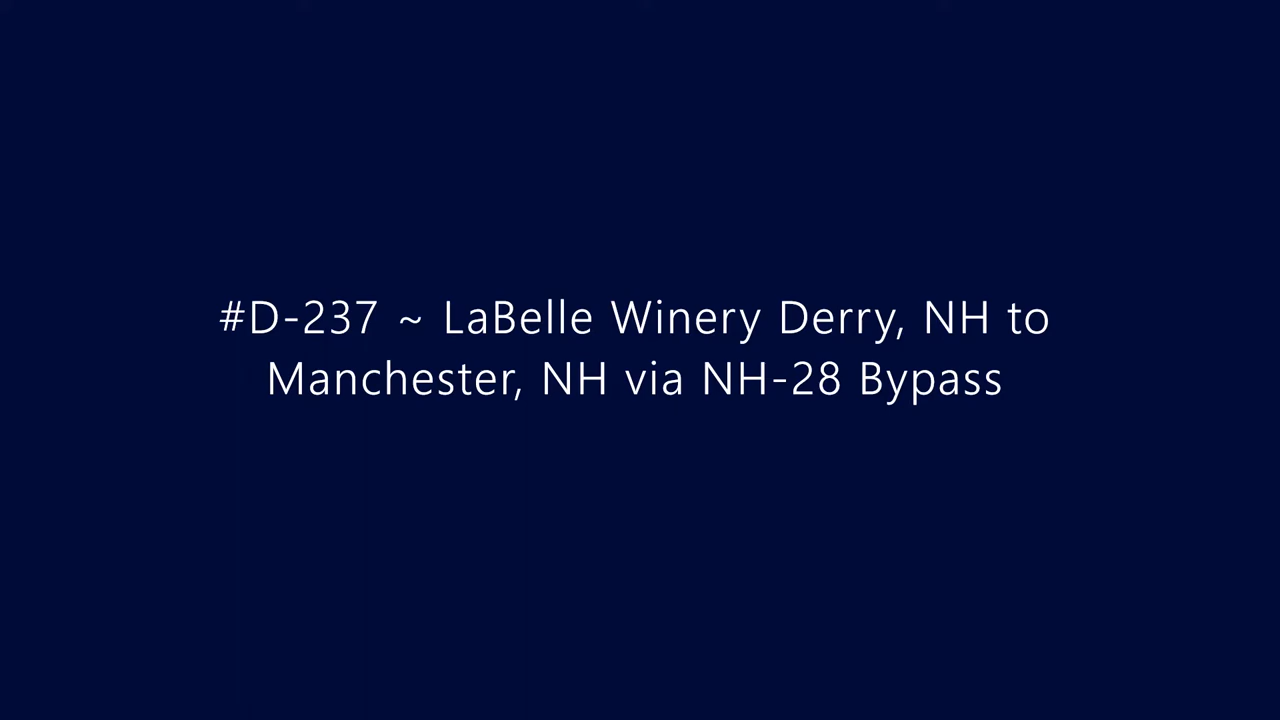 #D-237 ~ LaBelle Winery Derry, NH to
Manchester, NH via NH-28 Bypass